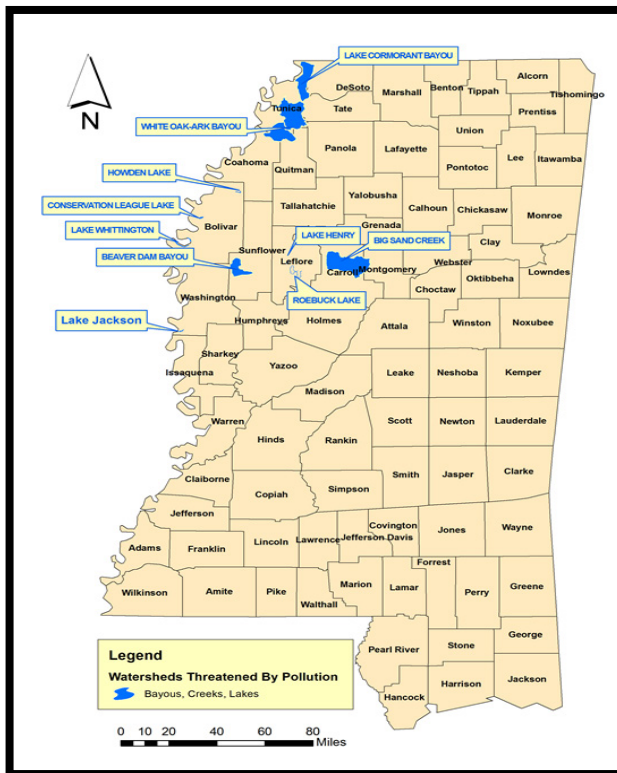 LAKE CORMORANT BAYOU
Alcorn
DeSoto
Marshall
Benton
Tippah
Tishomingo
Tunica
Tate
Prentiss
WHITE OAK-ARK BAYOU
Union
Panola
Lafayette
Lee
Itawamba
Coahoma
Quitman
Pontotoc
HOWDEN LAKE
Yalobusha
Tallahatchie
Calhoun
Chickasaw
CONSERVATION LEAGUE LAKE
Monroe
Bolivar
Grenada
LAKE WHITTINGTON
LAKE HENRY
BIG SAND CREEK
Clay
Sunflower
BEAVER DAM BAYOU
Leflore
Webster
Carroll
Montgomery
Lowndes
Oktibbeha
Choctaw
Washington
ROEBUCK LAKE
Lake Jackson
Humphreys
Holmes
Winston
Noxubee
Attala
Sharkey
Yazoo
Issaquena
Leake
Neshoba
Kemper
Madison
Warren
Scott
Newton
Lauderdale
Hinds
Rankin
Claiborne
Smith
Jasper
Clarke
Copiah
Simpson
Jefferson
Covington
Wayne
Jones
Lincoln
Lawrence
Jefferson Davis
Adams
Franklin
Forrest
Marion
Lamar
Perry
Greene
Wilkinson
Amite
Pike
Walthall
George
Stone
Pearl River
Jackson
Harrison
Hancock
N
Legend
Watersheds Threatened By Pollution
Bayous, Creeks, Lakes
0 10 20 40 60 80
Miles